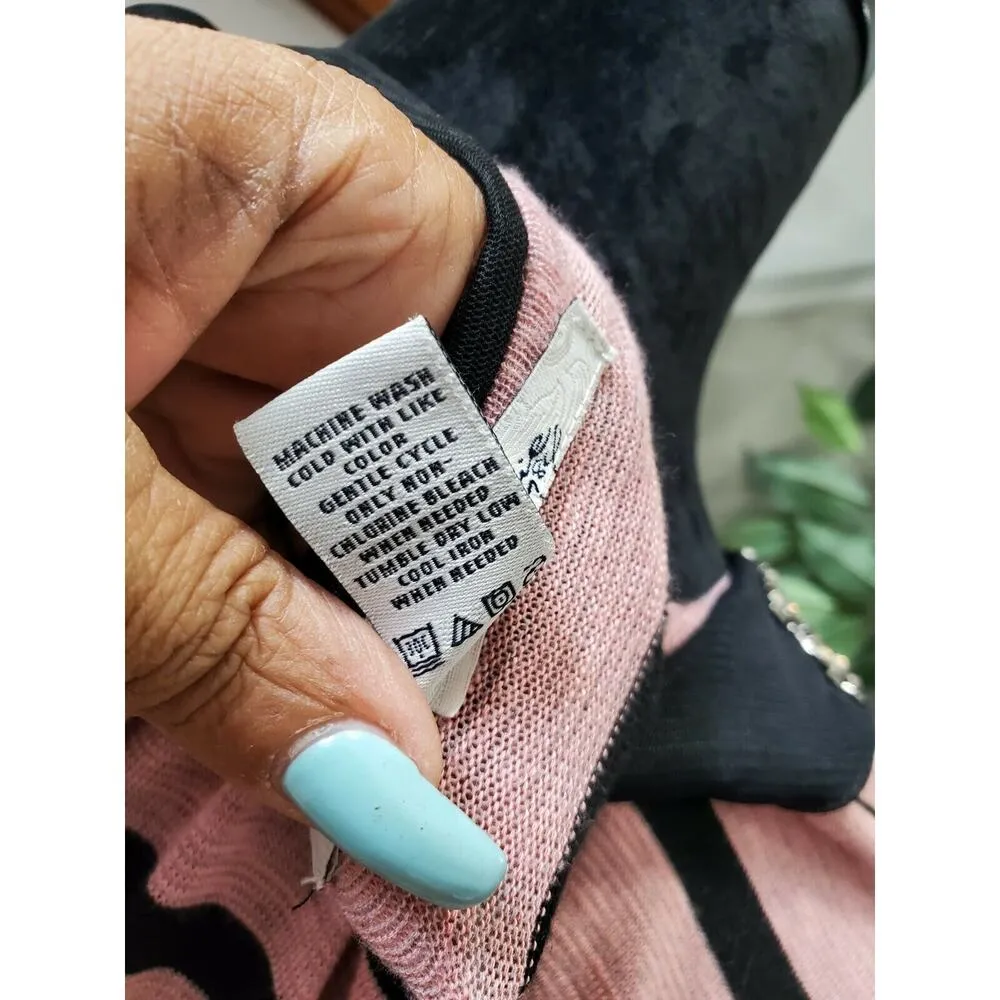 MACHINE WASH
COLD WITH LIKE
COLOR
GENTLE CYCLE
ONLY NON-
CHLORINE BLEACH
WHEN NEEDED
TUMBLE DRY LOW
COOL IRON
WHEN NEEDED